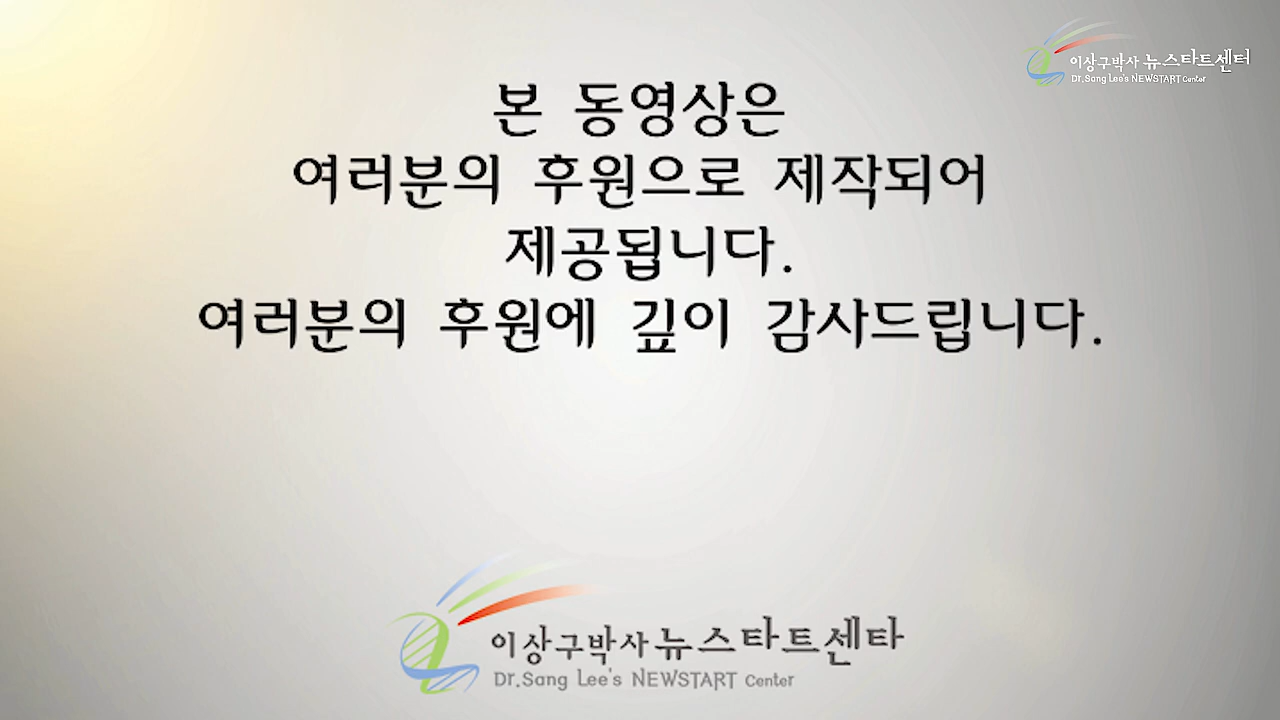 이상구박사 뉴스타트센터
Dr.Sang Lee's NEWSTART Center
본 동영상은
여러분의 후원으로 제작되어
제공됩니다.
여러분의 후원에 깊이 감사드립니다.
이상구박사 뉴스타트센타
Dr.Sang Lee's NEWSTART Center